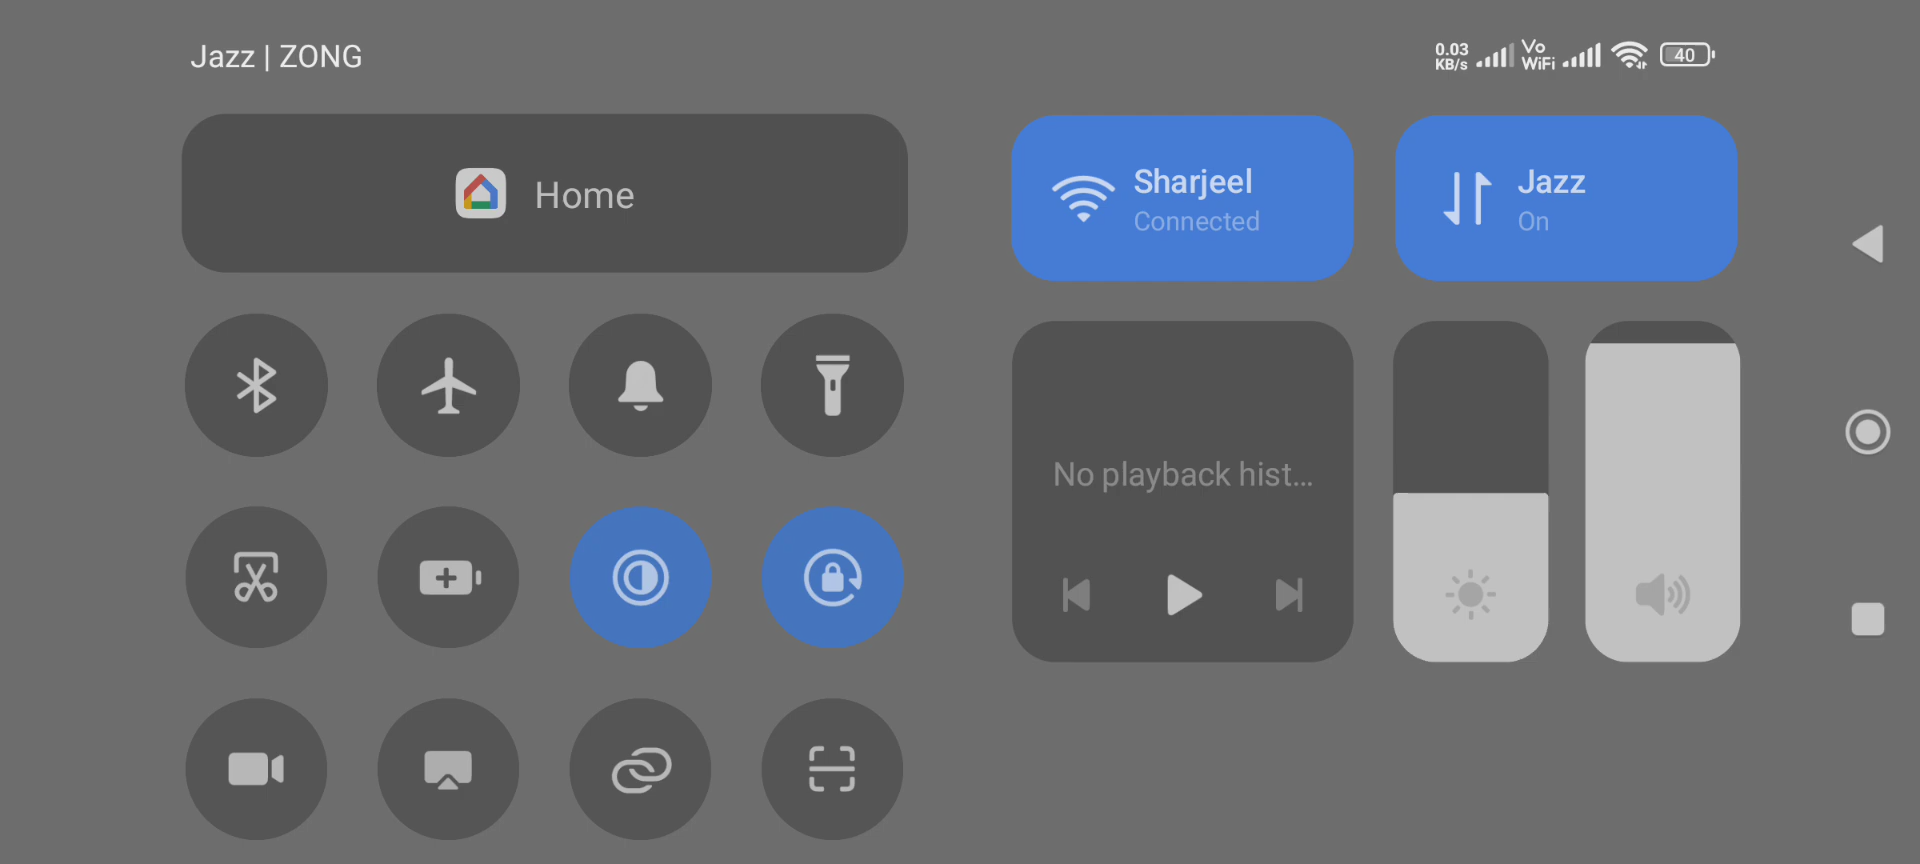 Jazz | ZONG
0.03
KB/s
Vo
WiFi
40
Home
Sharjeel
Connected
Jazz
On
No playback hist...